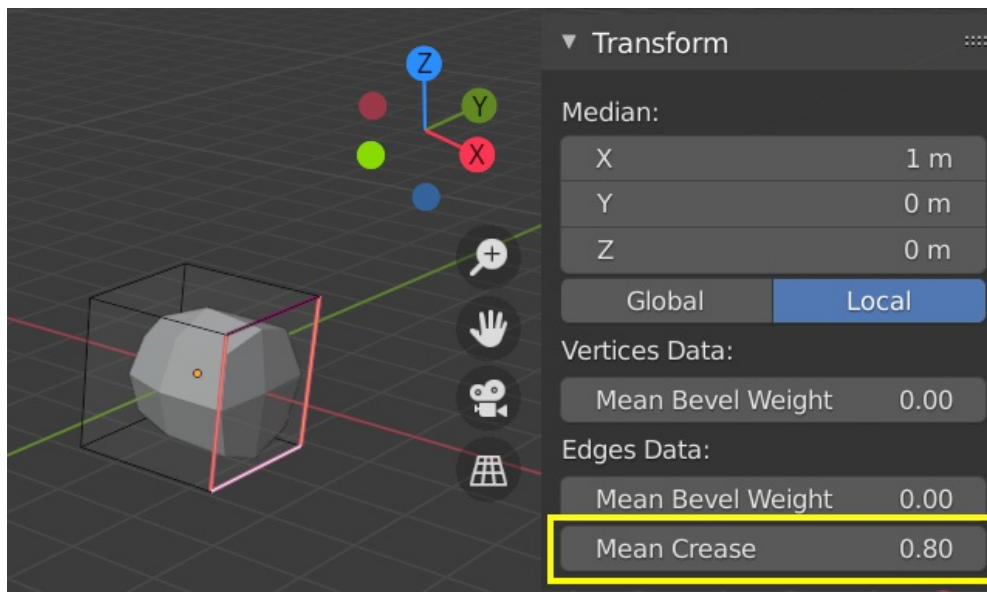 Z
Y
X
Transform
Median:
X 1 m
Y 0 m
Z 0 m
Global Local
Vertices Data:
Mean Bevel Weight 0.00
Edges Data:
Mean Bevel Weight 0.00
Mean Crease 0.80